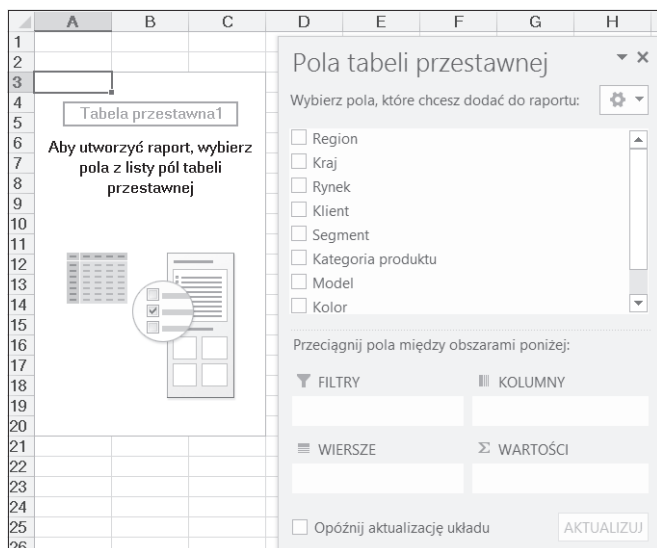 A B C D E F G H
1
2
3
4
5
6
7
8
9
10
11
12
13
14
15
16
17
18
19
20
21
22
23
24
25
26
Tabela przestawna1
Aby utworzyć raport, wybierz
pola z listy pól tabeli
przestawnej
Pola tabeli przestawnej
Wybierz pola, które chcesz dodać do raportu:
Region
Kraj
Rynek
Klient
Segment
Kategoria produktu
Model
Kolor
Przeciągnij pola między obszarami poniżej:
FILTRY
KOLUMNY
WIERSZE
Σ WARTOŚCI
Opóźnij aktualizację układu
AKTUALIZUJ